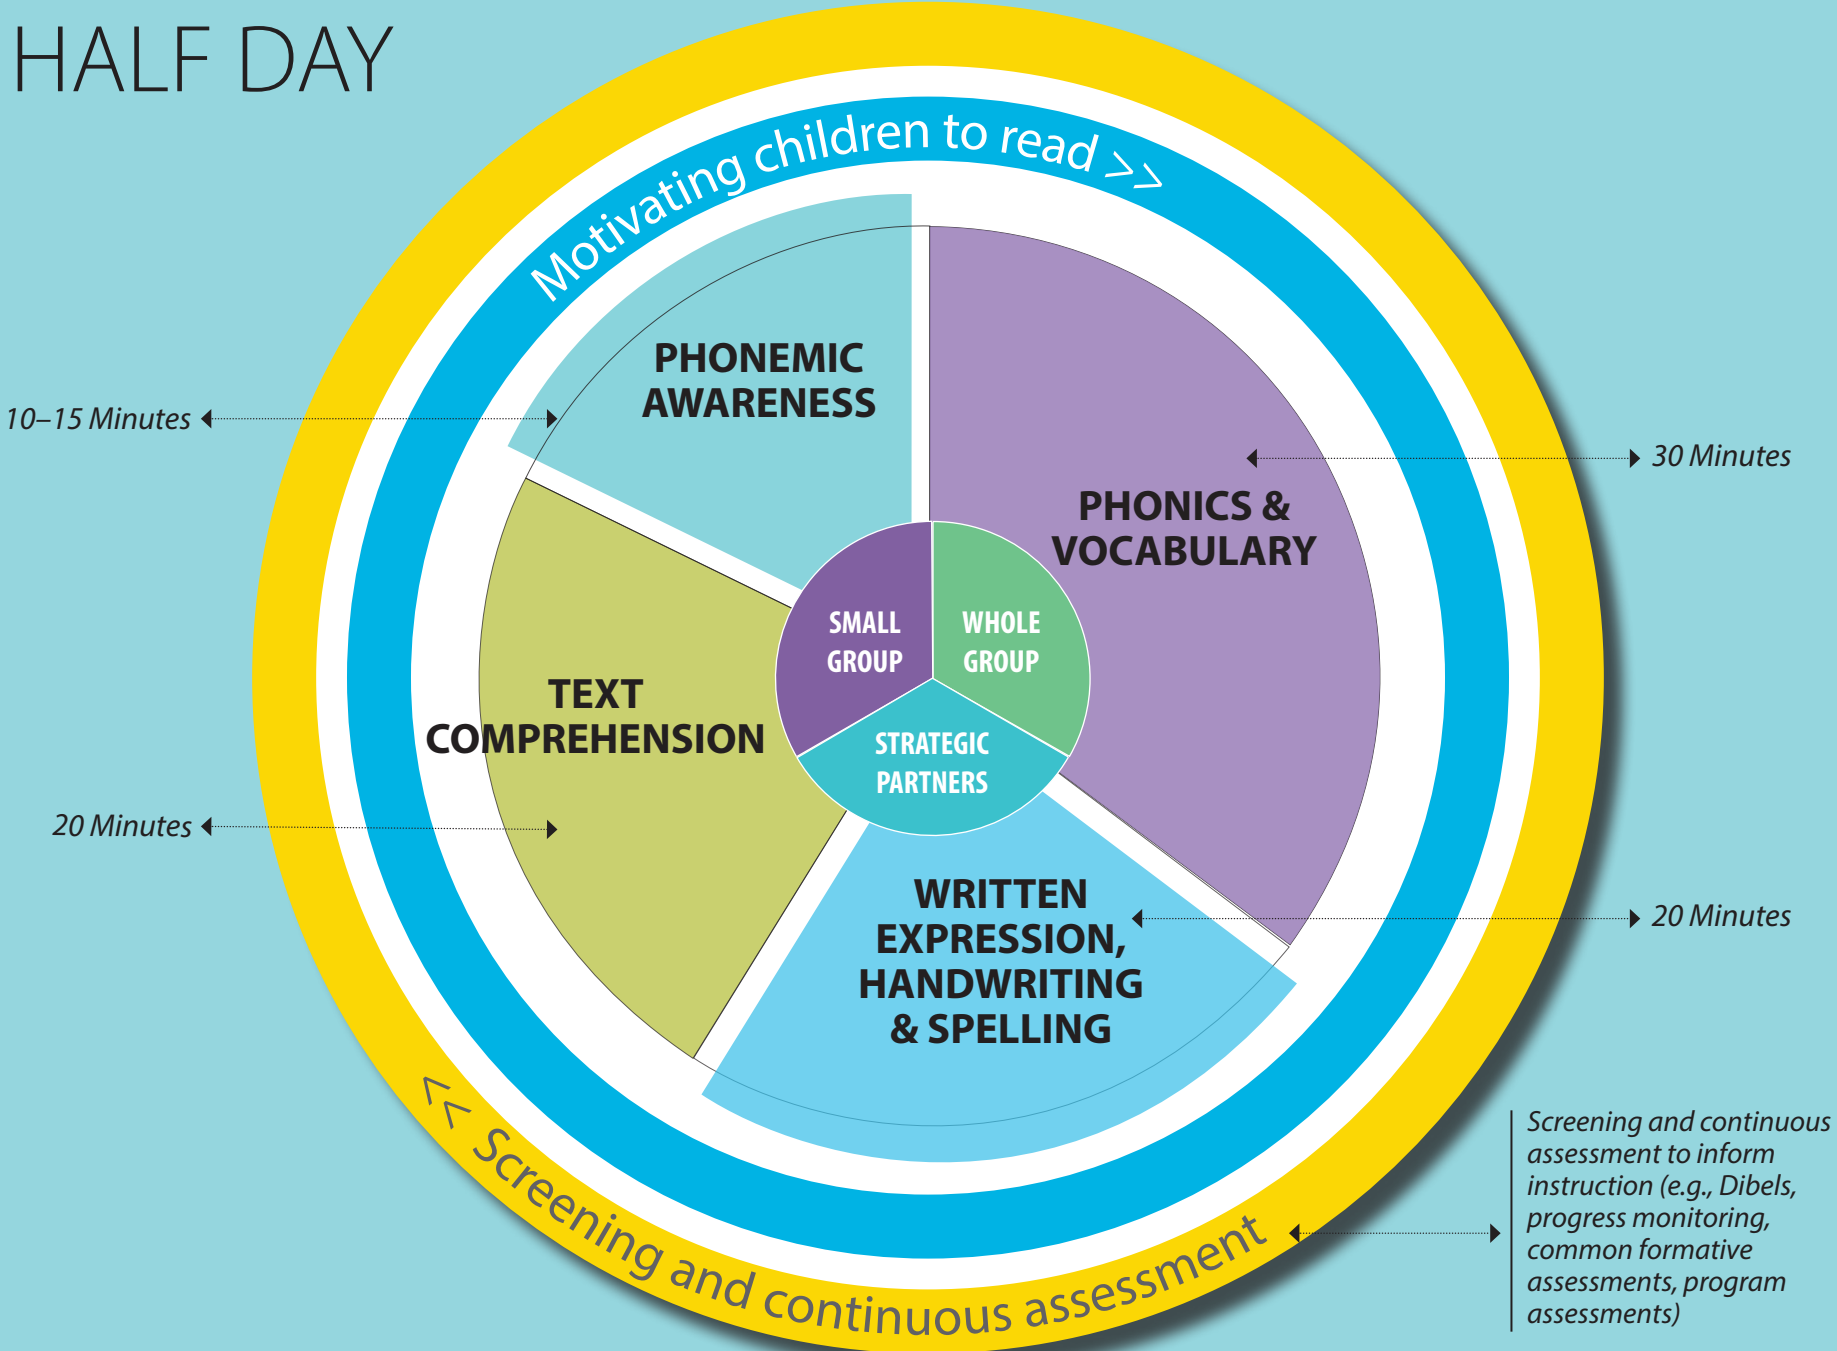 HALF DAY
Motivating children to read >>
PHONEMIC
AWARENESS
10–15 Minutes
PHONICS &
VOCABULARY
30 Minutes
SMALL
GROUP
WHOLE
GROUP
STRATEGIC
PARTNERS
TEXT
COMPREHENSION
20 Minutes
WRITTEN
EXPRESSION,
HANDWRITING
& SPELLING
20 Minutes
<< Screening and continuous assessment
Screening and continuous
assessment to inform
instruction (e.g., Dibels,
progress monitoring,
common formative
assessments, program
assessments)